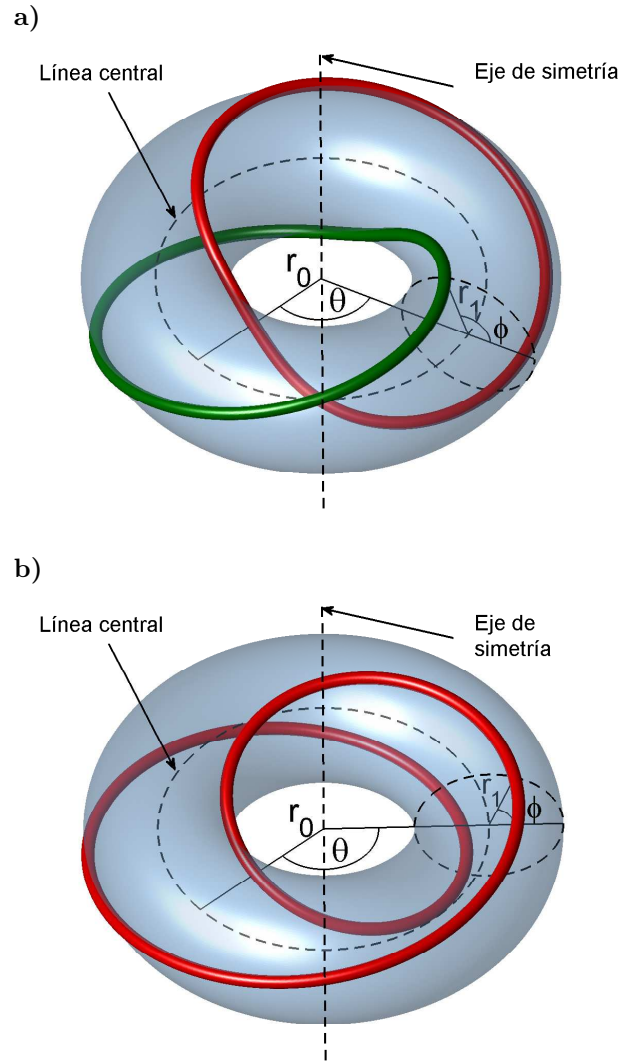 a)
Línea central
Eje de simetría
r0
θ
r1
ϕ
b)
Línea central
Eje de
simetría
r0
θ
r1
ϕ